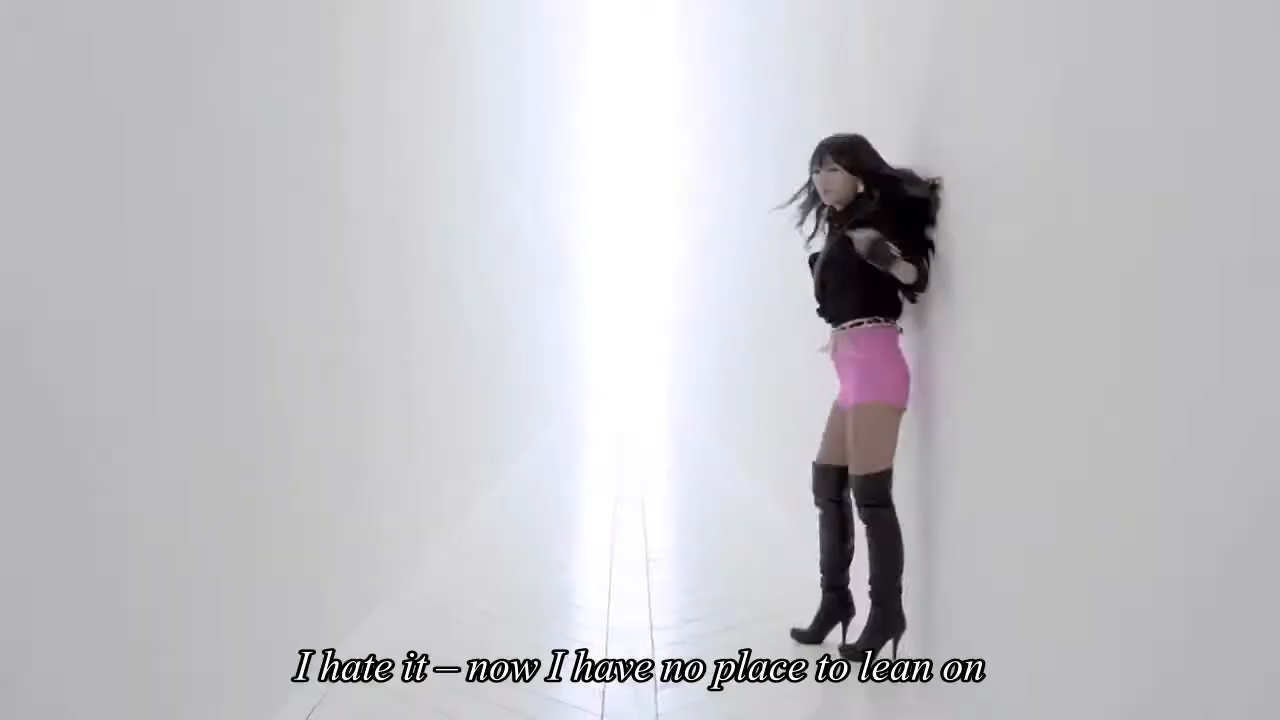 I hate it – now I have no place to lean on